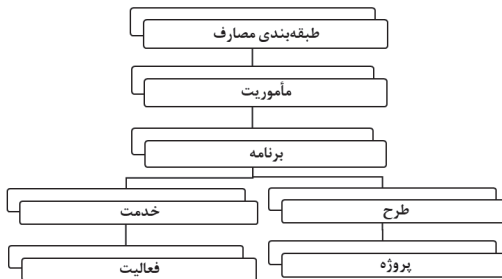 طبقه‌بندی مصارف
مأموریت
برنامه
طرح
خدمت
پروژه
فعالیت